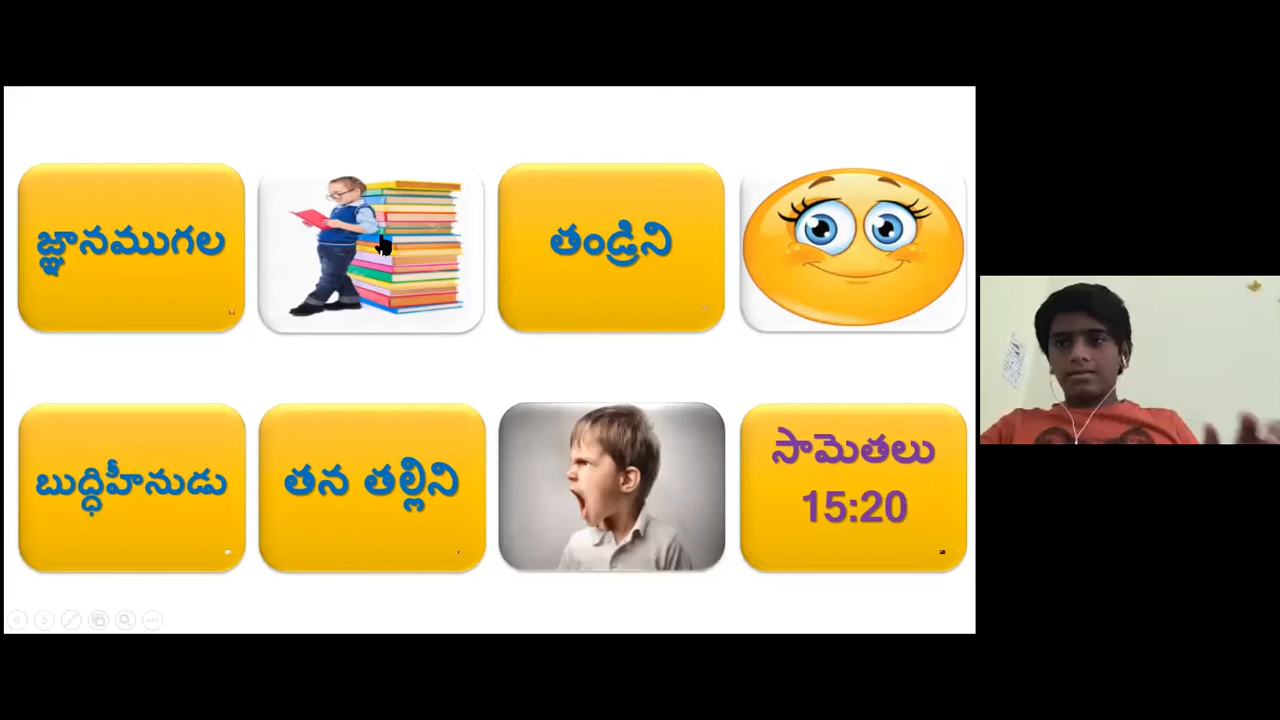 జ్ఞానముగల
తండ్రిని
బుద్ధిహీనుడు
తన తల్లిని
సామెతలు
15:20